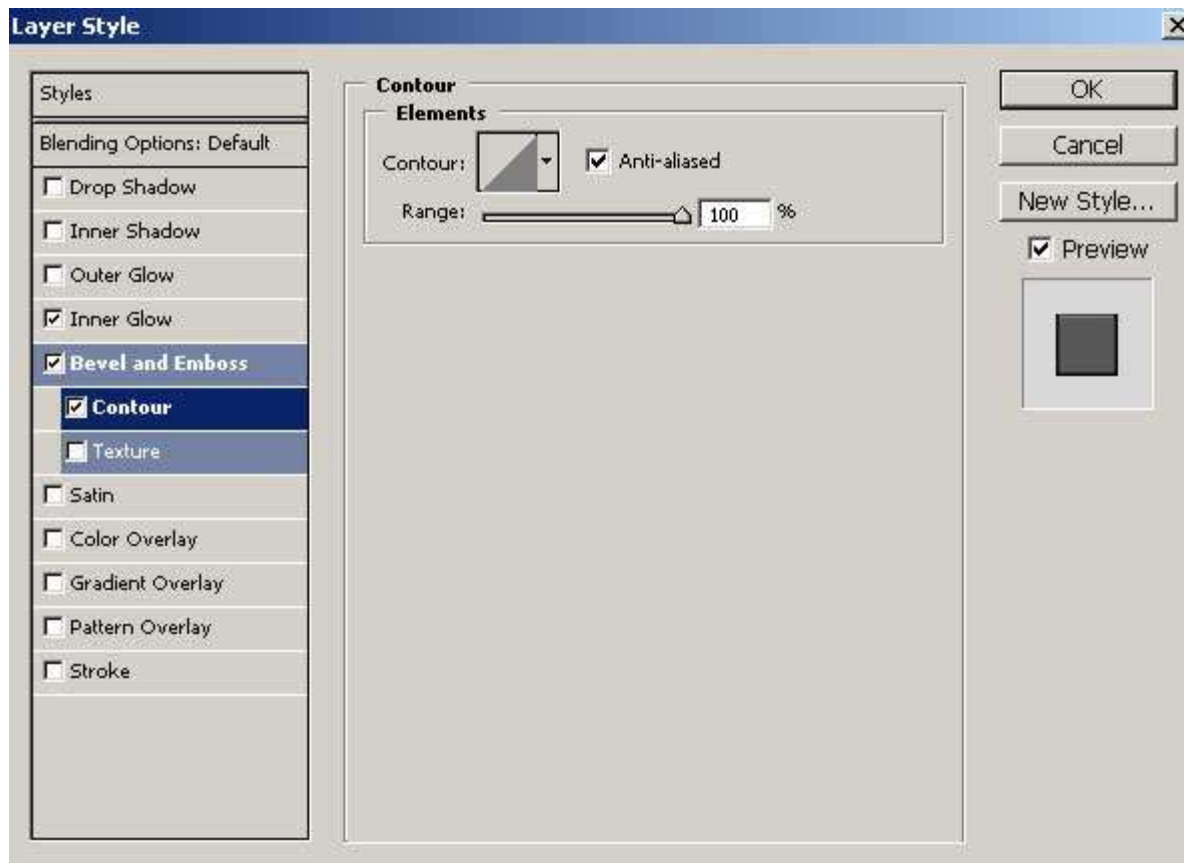 Layer Style
Styles
Blending Options: Default
Drop Shadow
Inner Shadow
Outer Glow
Inner Glow
Bevel and Emboss
Contour
Texture
Satin
Color Overlay
Gradient Overlay
Pattern Overlay
Stroke
Contour
Elements
Contour:
Anti-aliased
Range: 100 %
OK
Cancel
New Style...
Preview